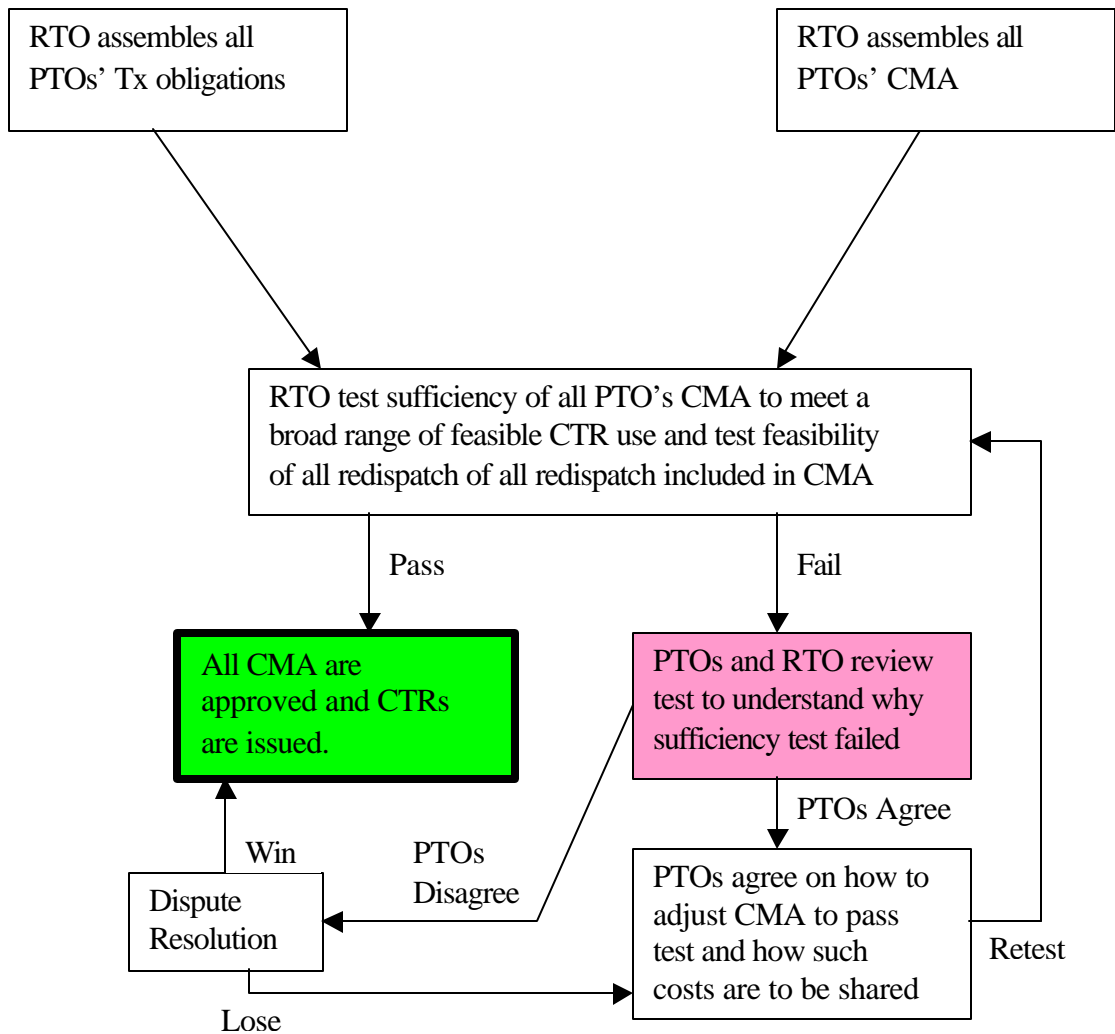 RTO assembles all
PTOs' Tx obligations
RTO assembles all
PTOs' CMA
RTO test sufficiency of all PTO's CMA to meet a
broad range of feasible CTR use and test feasibility
of all redispatch of all redispatch included in CMA
Pass
Fail
All CMA are
approved and CTRs
are issued.
PTOs and RTO review
test to understand why
sufficiency test failed
PTOs Agree
Win
PTOs
Disagree
Dispute
Resolution
PTOs agree on how to
adjust CMA to pass
test and how such
costs are to be shared
Retest
Lose